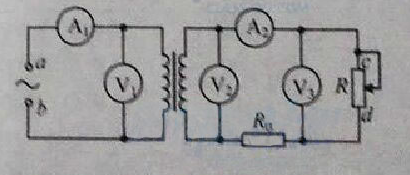 A₁ A₂
a c
~ V₁ V₂ V₃ R
b d
R₀